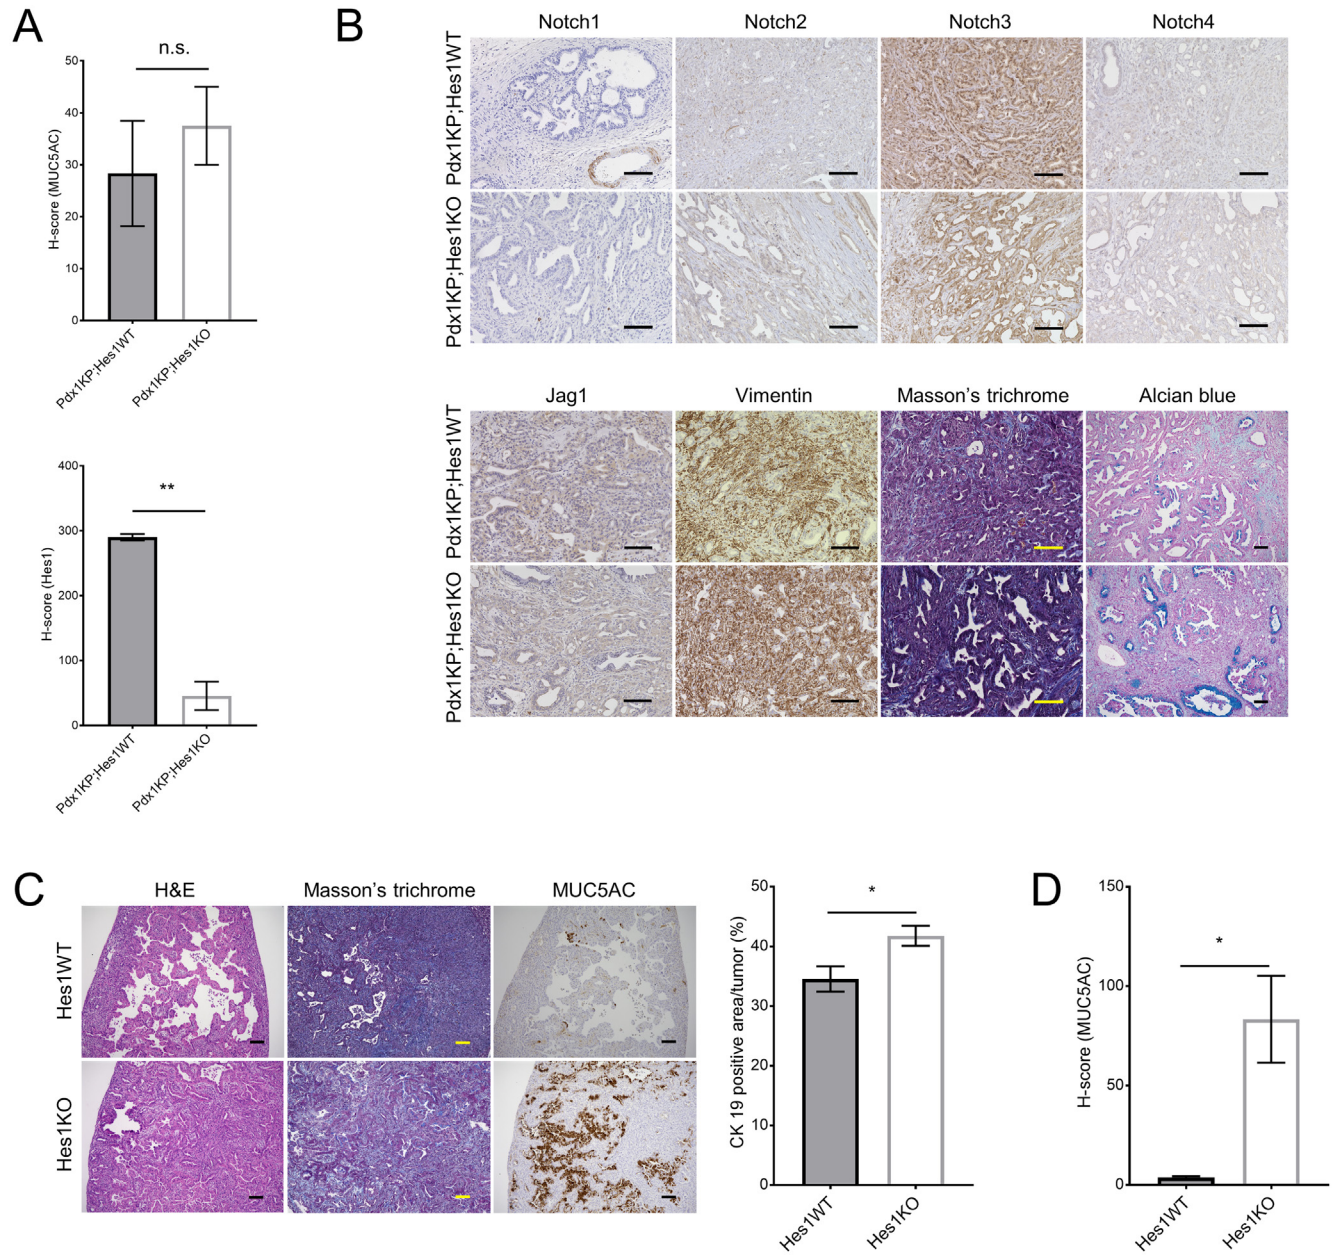 A
n.s.
50
40
30
20
10
0
H-score (MUC5AC)
Pdx1KP;Hes1WT
Pdx1KP;Hes1KO
400
300
200
100
0
H-score (Hes1)
**
Pdx1KP;Hes1WT
Pdx1KP;Hes1KO
B
Notch1 Notch2 Notch3 Notch4
Pdx1KP;Hes1WT
Pdx1KP;Hes1KO
Jag1 Vimentin Masson's trichrome Alcian blue
Pdx1KP;Hes1WT
Pdx1KP;Hes1KO
C
H&E Masson's trichrome MUC5AC
Hes1WT
Hes1KO
50
40
30
20
10
0
CK 19 positive area/tumor (%)
*
Hes1WT
Hes1KO
D
150
100
50
0
H-score (MUC5AC)
*
Hes1WT
Hes1KO